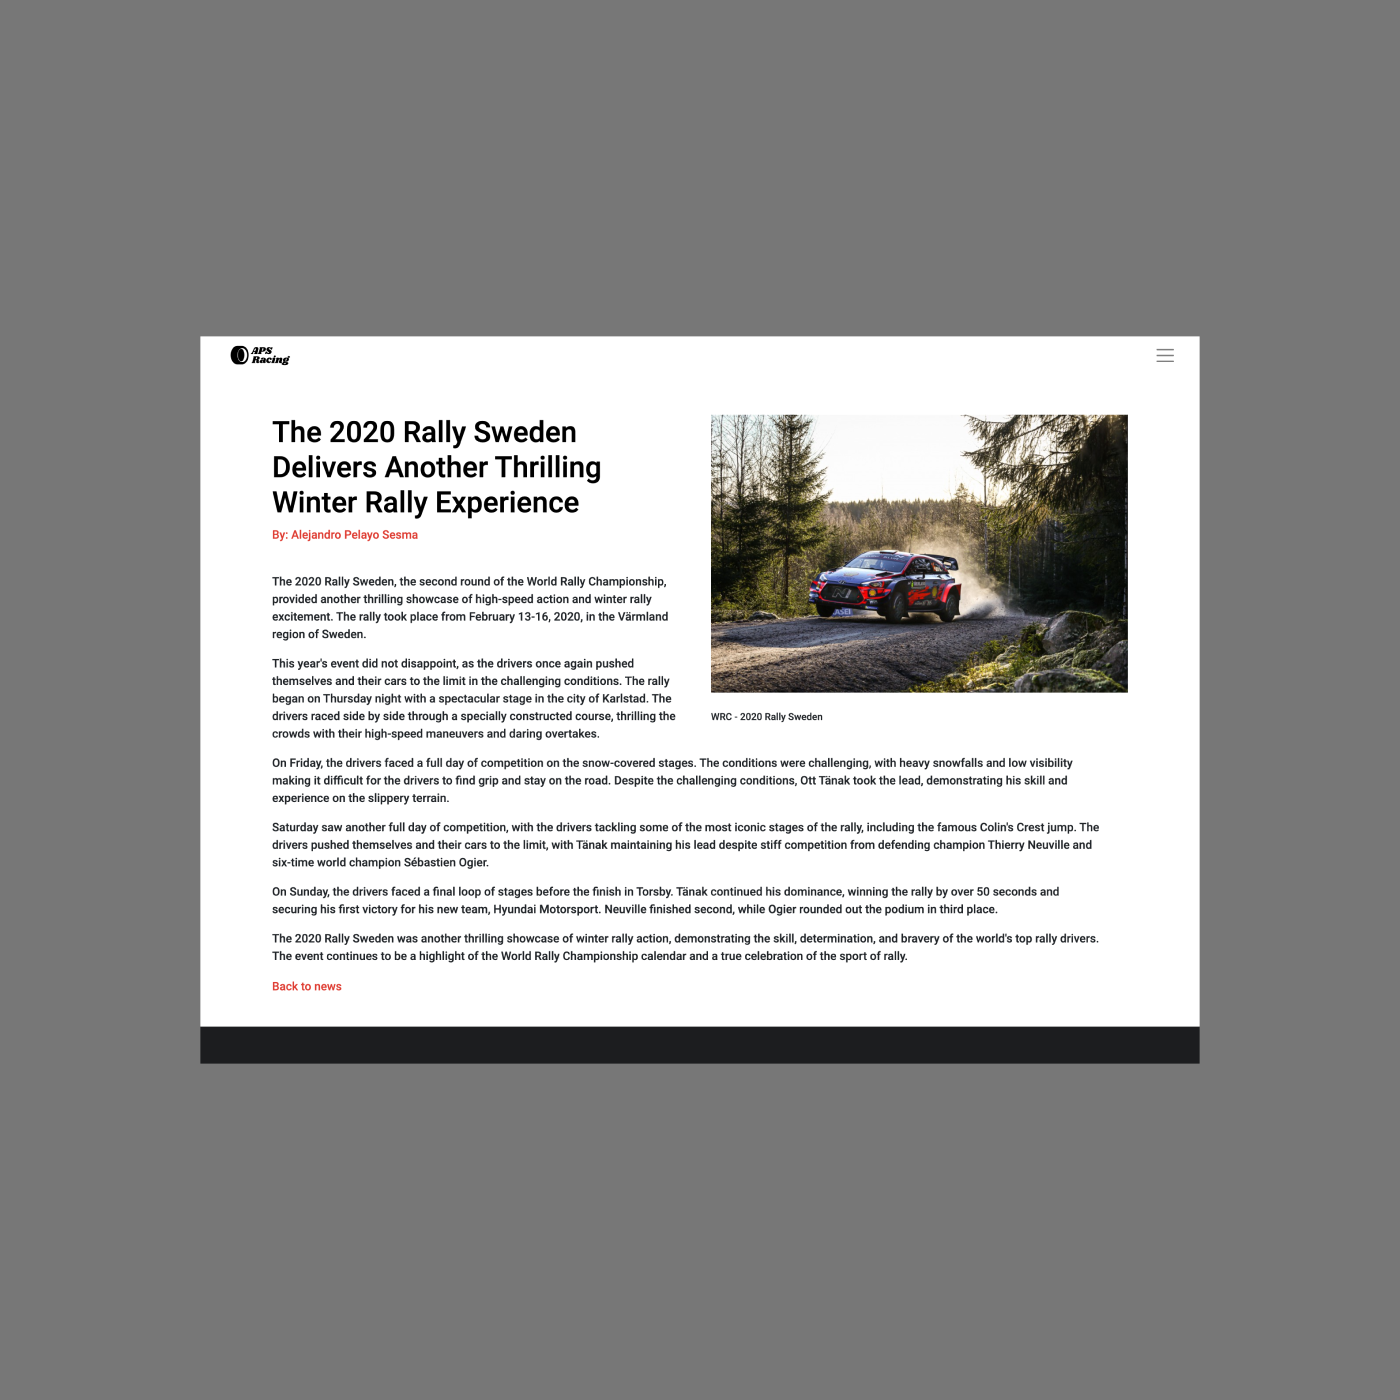 APS
Racing
The 2020 Rally Sweden
Delivers Another Thrilling
Winter Rally Experience
By: Alejandro Pelayo Sesma
The 2020 Rally Sweden, the second round of the World Rally Championship,
provided another thrilling showcase of high-speed action and winter rally
excitement. The rally took place from February 13-16, 2020, in the Värmland
region of Sweden.
This year's event did not disappoint, as the drivers once again pushed
themselves and their cars to the limit in the challenging conditions. The rally
began on Thursday night with a spectacular stage in the city of Karlstad. The
drivers raced side by side through a specially constructed course, thrilling the
crowds with their high-speed maneuvers and daring overtakes.
WRC - 2020 Rally Sweden
On Friday, the drivers faced a full day of competition on the snow-covered stages. The conditions were challenging, with heavy snowfalls and low visibility
making it difficult for the drivers to find grip and stay on the road. Despite the challenging conditions, Ott Tänak took the lead, demonstrating his skill and
experience on the slippery terrain.
Saturday saw another full day of competition, with the drivers tackling some of the most iconic stages of the rally, including the famous Colin's Crest jump. The
drivers pushed themselves and their cars to the limit, with Tänak maintaining his lead despite stiff competition from defending champion Thierry Neuville and
six-time world champion Sébastien Ogier.
On Sunday, the drivers faced a final loop of stages before the finish in Torsby. Tänak continued his dominance, winning the rally by over 50 seconds and
securing his first victory for his new team, Hyundai Motorsport. Neuville finished second, while Ogier rounded out the podium in third place.
The 2020 Rally Sweden was another thrilling showcase of winter rally action, demonstrating the skill, determination, and bravery of the world's top rally drivers.
The event continues to be a highlight of the World Rally Championship calendar and a true celebration of the sport of rally.
Back to news